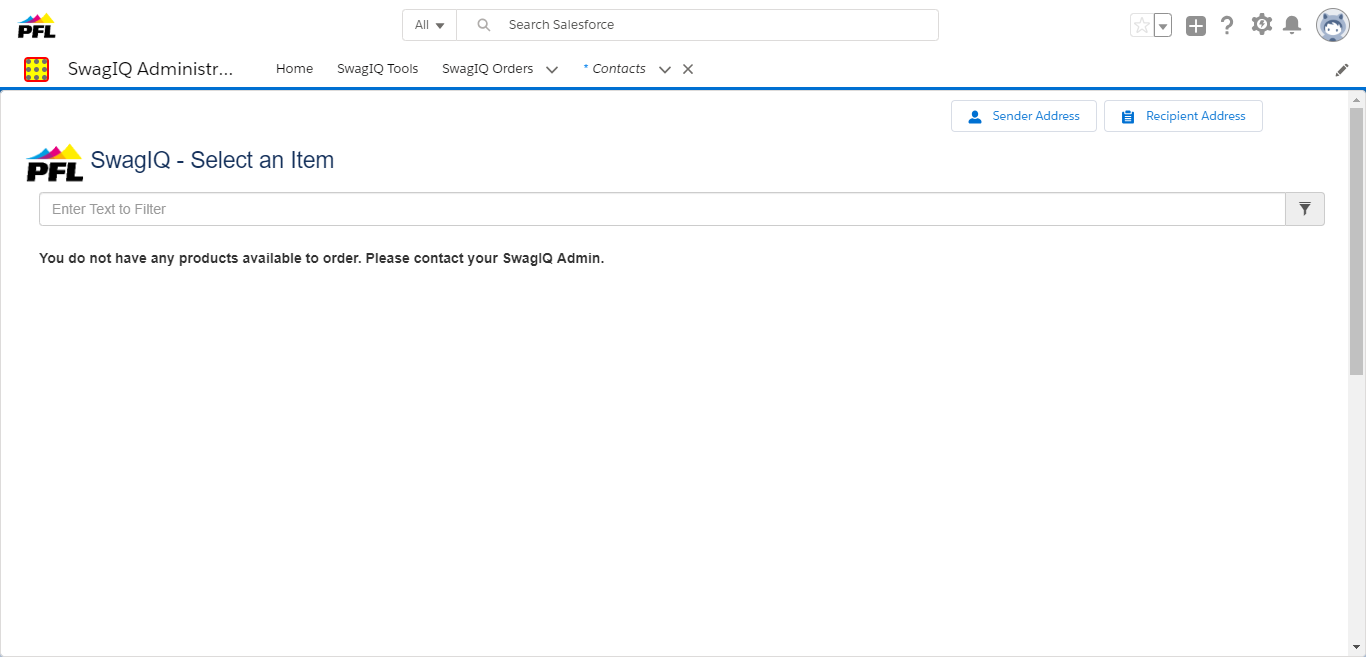 PFL
All
Search Salesforce
SwagIQ Administr...
Home
SwagIQ Tools
SwagIQ Orders
* Contacts
Sender Address
Recipient Address
PFL
SwagIQ - Select an Item
Enter Text to Filter
You do not have any products available to order. Please contact your SwagIQ Admin.